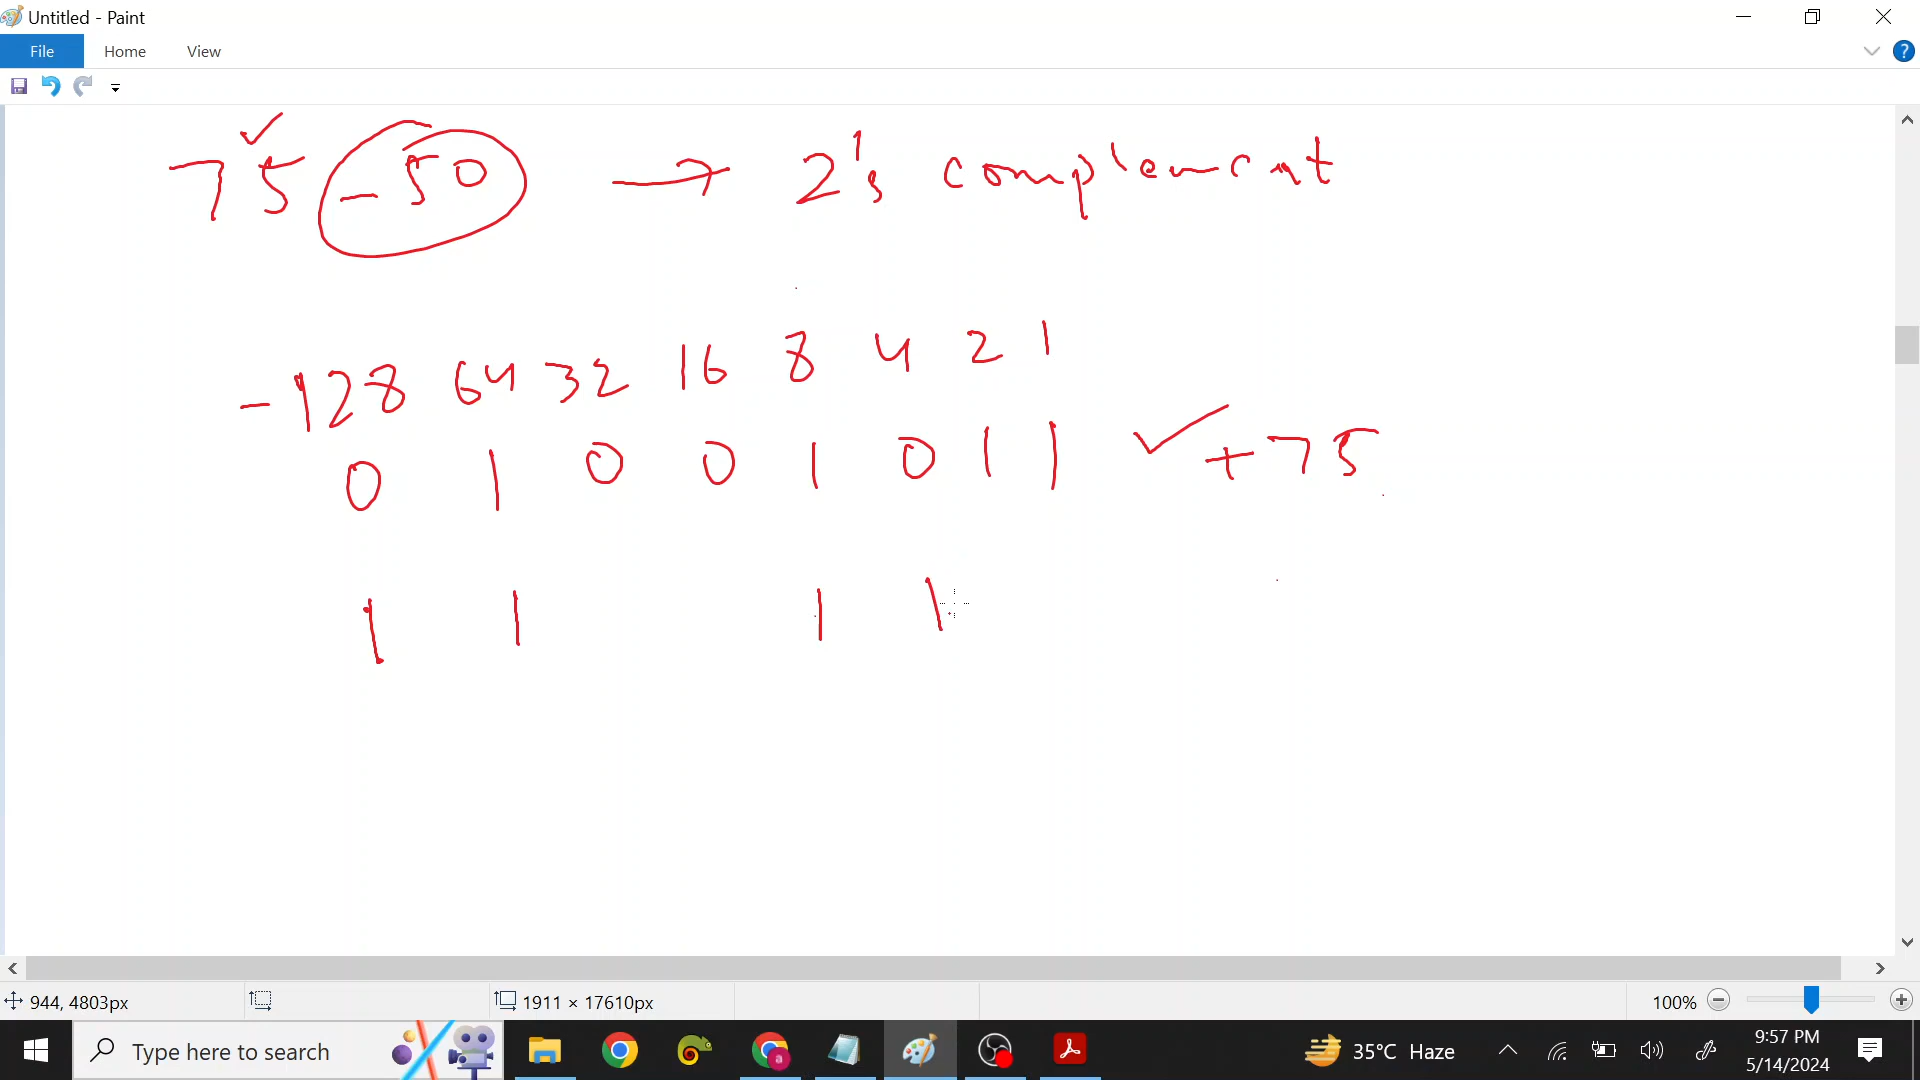 Untitled - Paint
File Home View
75 -50 → 2's complement
-128 64 32 16 8 4 2 1
0 1 0 0 1 0 1 1 ✓ +75
1 1 1 1
944, 4803px 1911 × 17610px 100%
Type here to search 35°C Haze 9:57 PM
5/14/2024